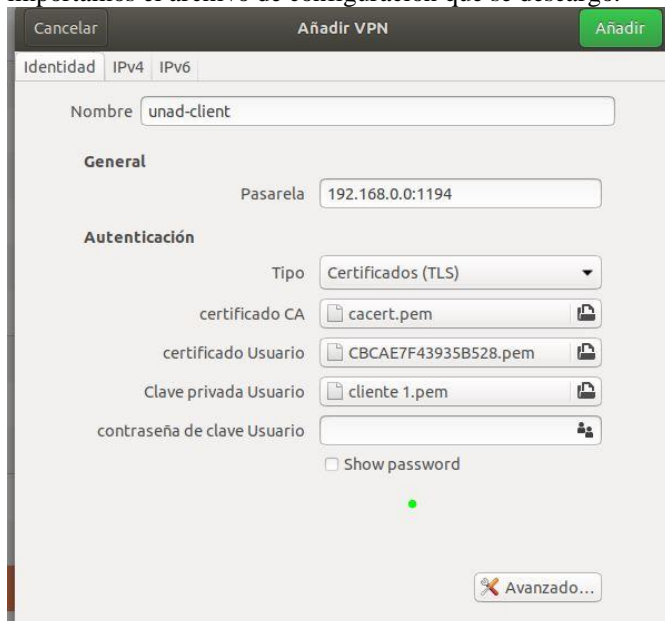 importamos el archivo de configuración que se descargo.
Cancelar Añadir VPN Añadir
Identidad IPv4 IPv6
Nombre unad-client
General
Pasarela 192.168.0.0:1194
Autenticación
Tipo Certificados (TLS)
certificado CA cacert.pem
certificado Usuario CBCAE7F43935B528.pem
Clave privada Usuario cliente 1.pem
contraseña de clave Usuario
Show password
Avanzado...